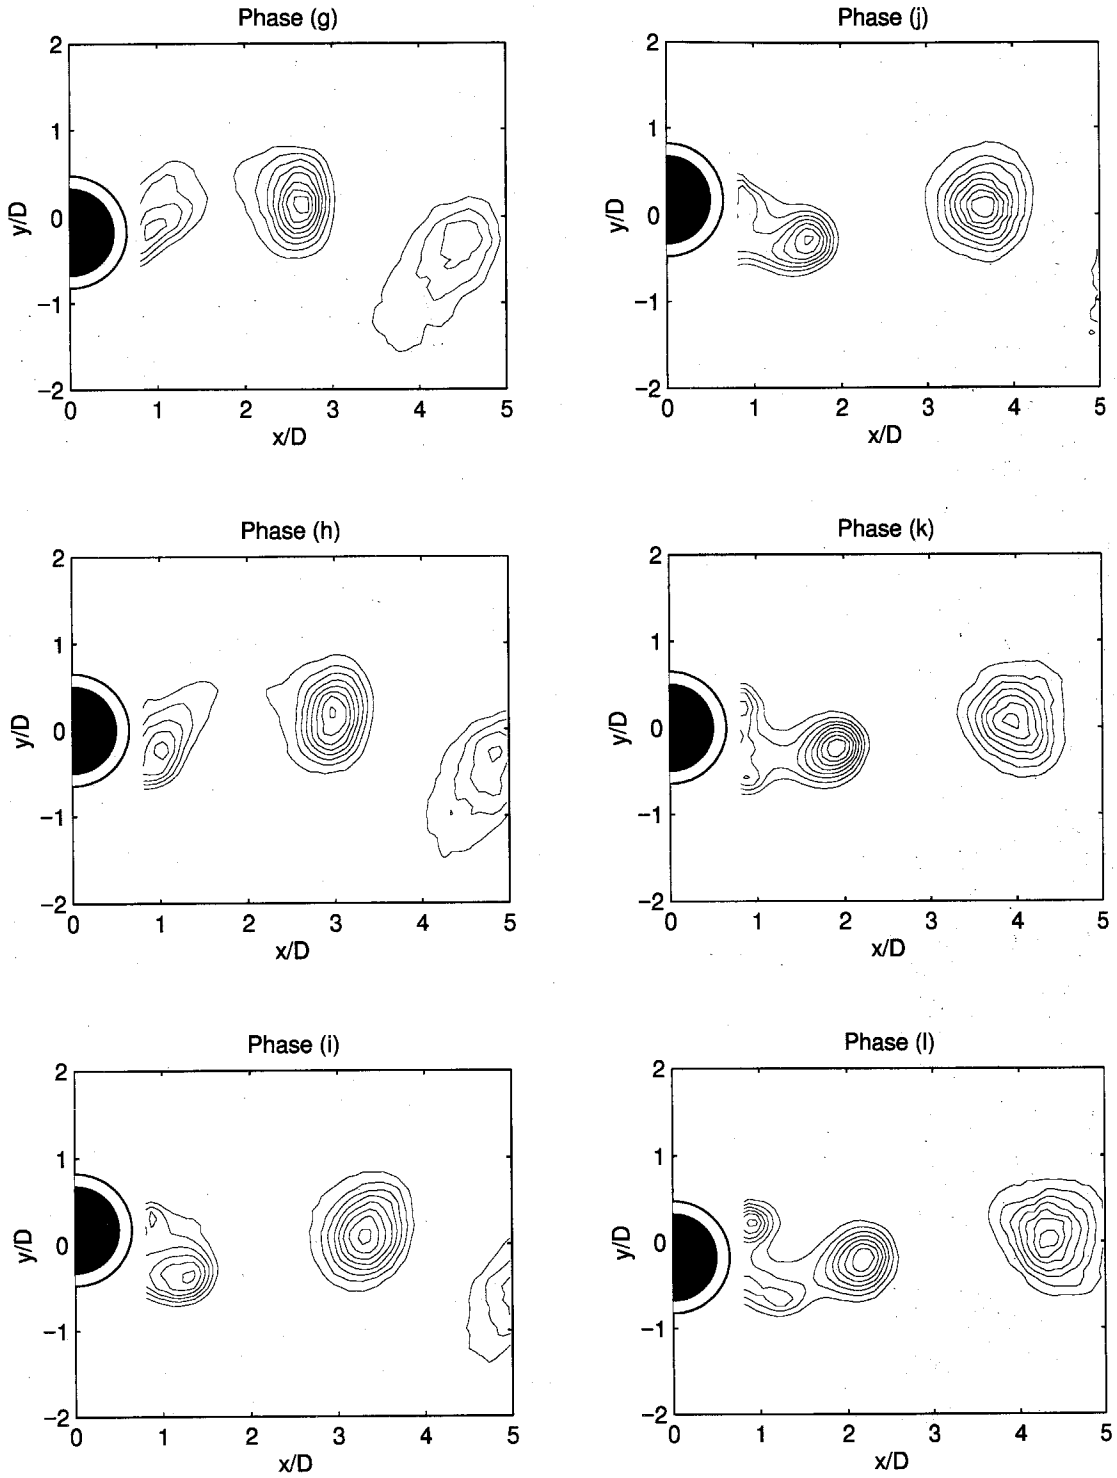 Phase (g)
2
1
0
−1
−2
y/D
0 1 2 3 4 5
x/D
Phase (j)
2
1
0
−1
−2
y/D
0 1 2 3 4 5
x/D
Phase (h)
2
1
0
−1
−2
y/D
0 1 2 3 4 5
x/D
Phase (k)
2
1
0
−1
−2
y/D
0 1 2 3 4 5
x/D
Phase (i)
2
1
0
−1
−2
y/D
0 1 2 3 4 5
x/D
Phase (l)
2
1
0
−1
−2
y/D
0 1 2 3 4 5
x/D